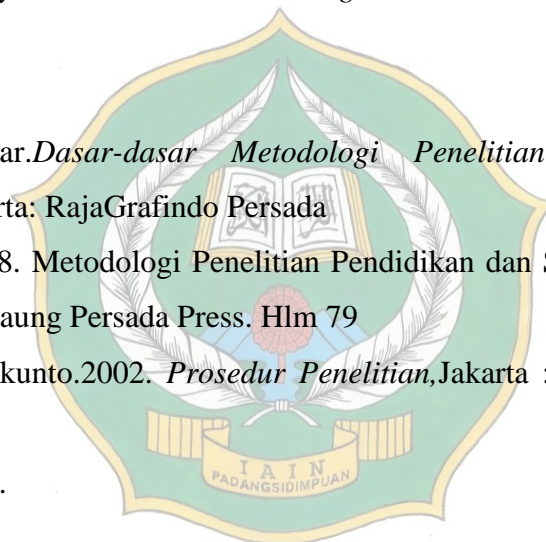 ar.Dasar-dasar Metodologi Penelitian
rta: RajaGrafindo Persada
8. Metodologi Penelitian Pendidikan dan S
aung Persada Press. Hlm 79
kunto.2002. Prosedur Penelitian,Jakarta :
.
I A I N
PADANGSIDIMPUAN